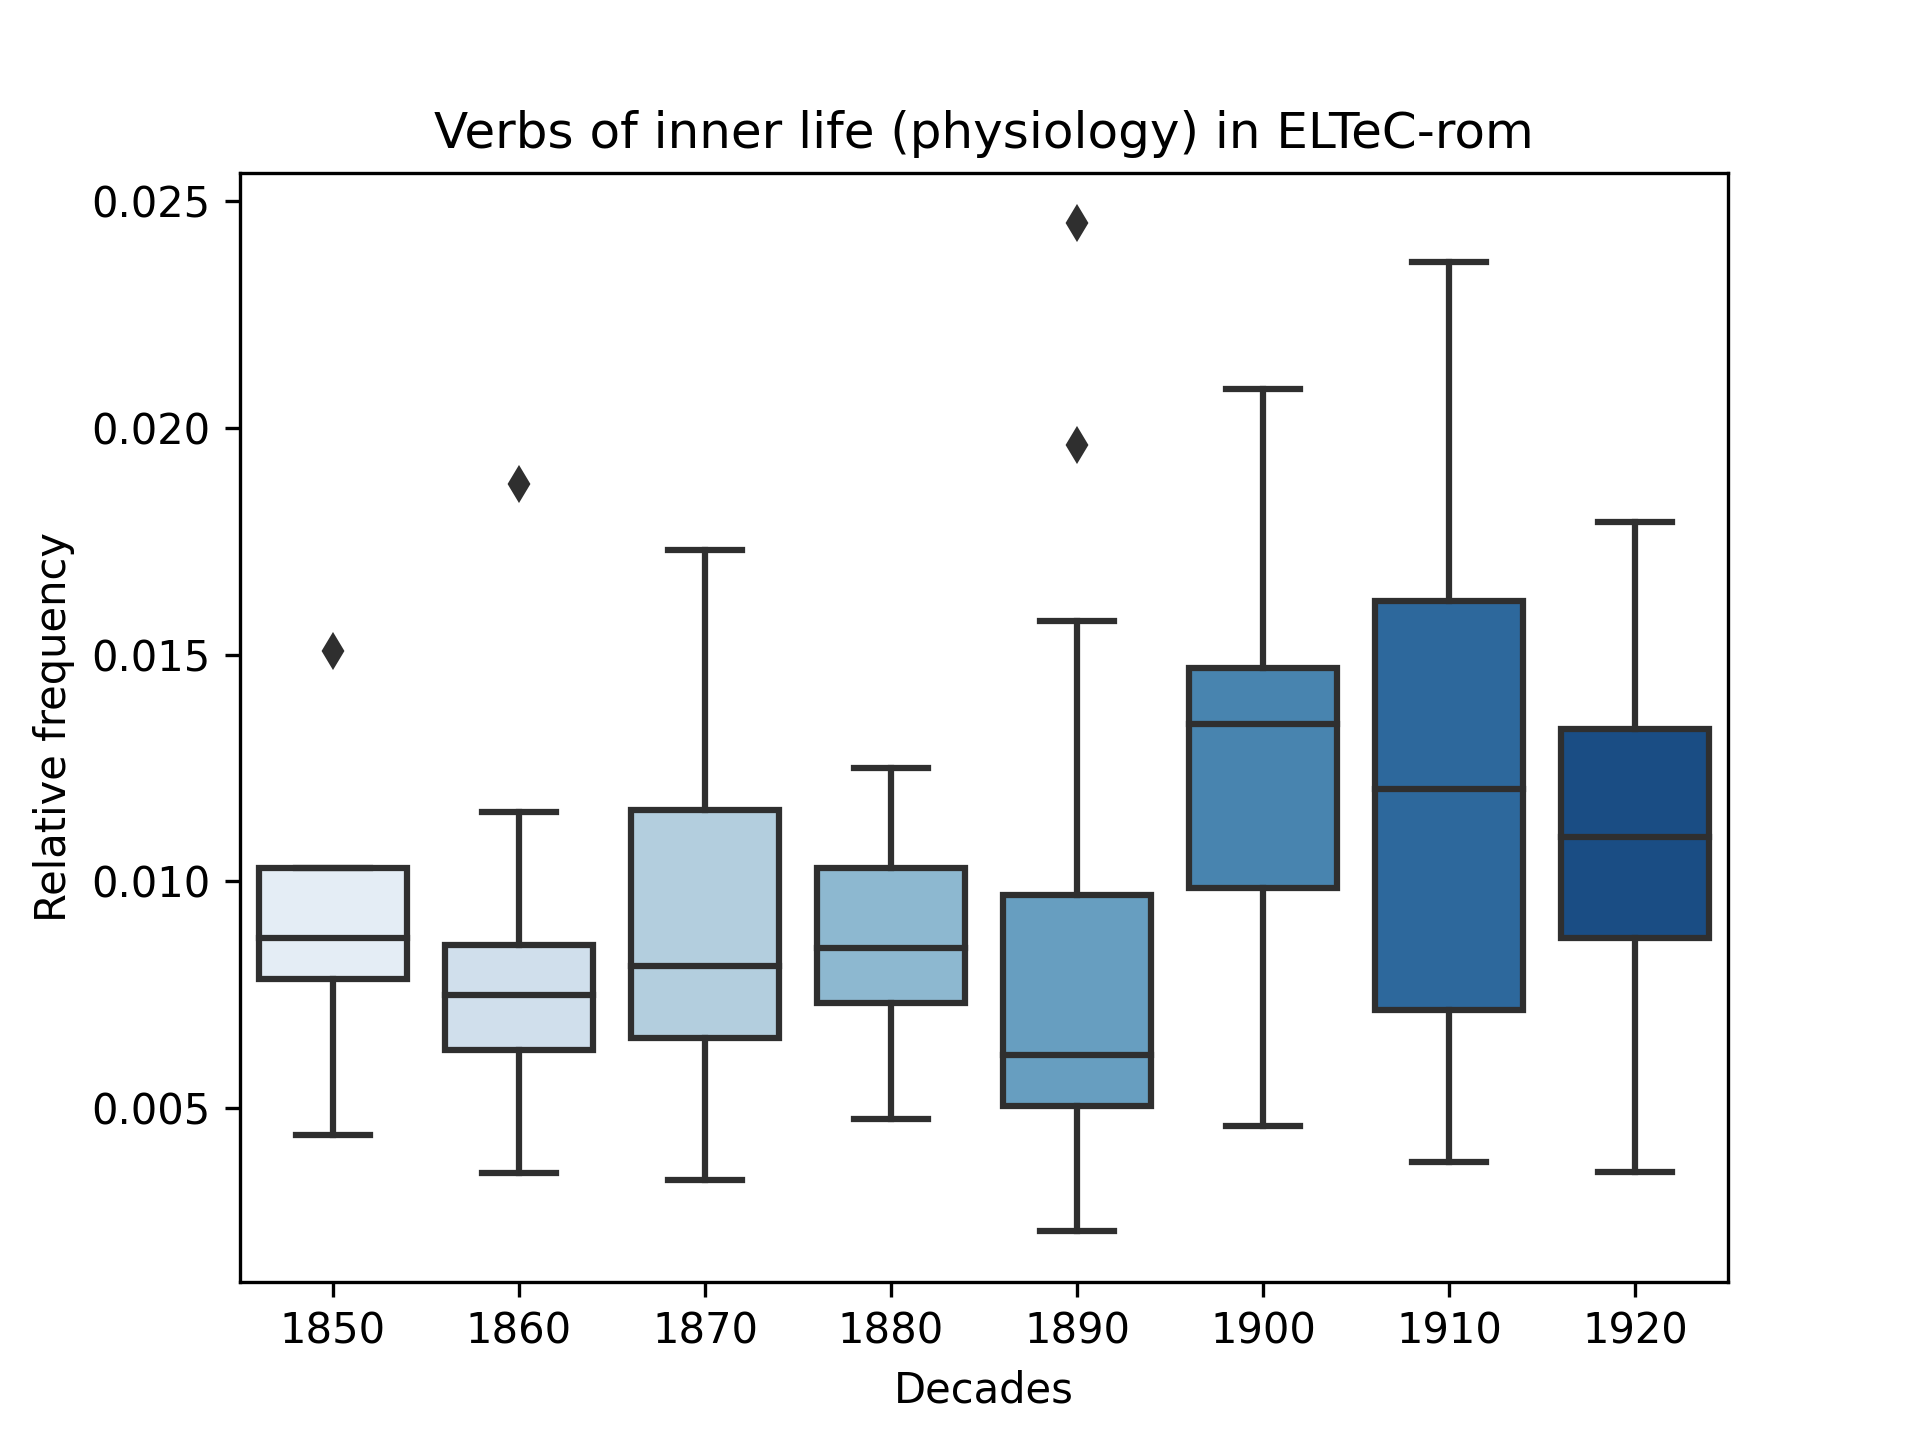 Verbs of inner life (physiology) in ELTeC-rom
0.025
0.020
0.015
0.010
0.005
Relative frequency
1850 1860 1870 1880 1890 1900 1910 1920
Decades